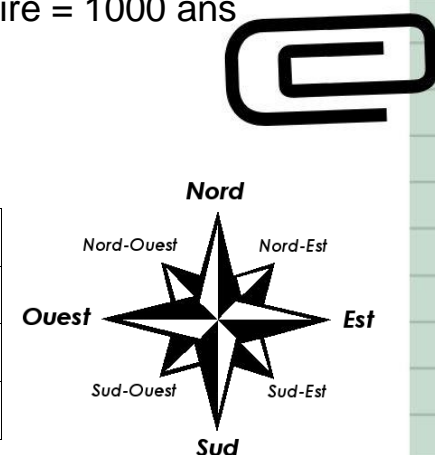 ire = 1000 ans
Nord
Nord-Ouest Nord-Est
Ouest Est
Sud-Ouest Sud-Est
Sud